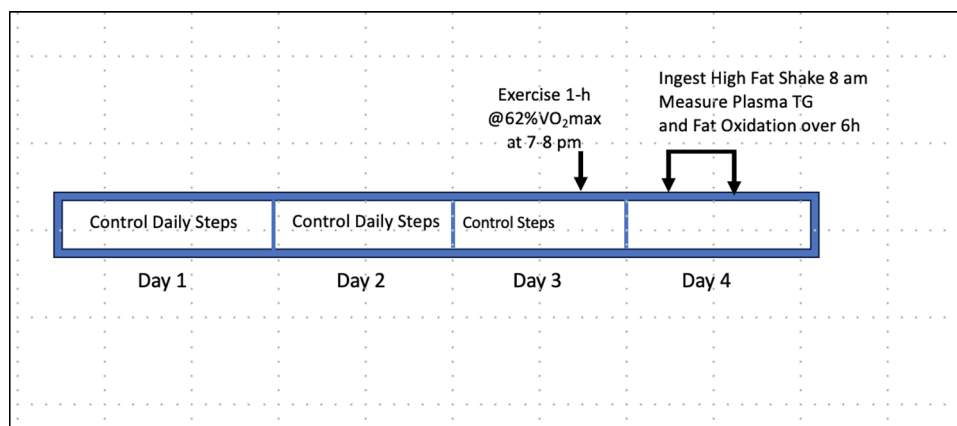 Exercise 1-h
@62%VO₂max
at 7-8 pm
Ingest High Fat Shake 8 am
Measure Plasma TG
and Fat Oxidation over 6h
Control Daily Steps
Control Daily Steps
Control Steps
Day 1
Day 2
Day 3
Day 4